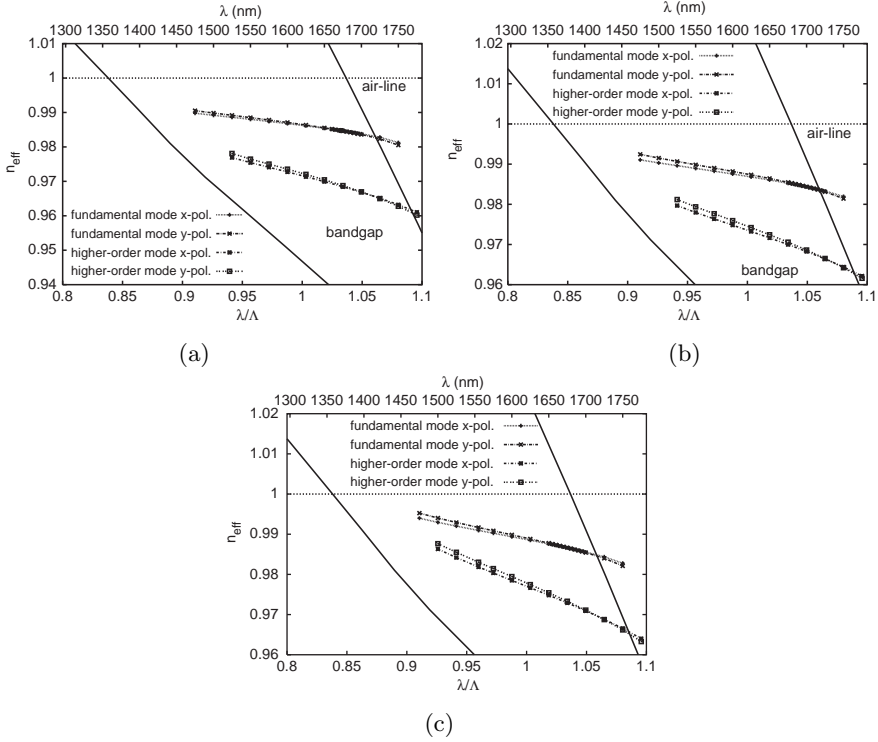 1300 1350 1400 1450 1500 1550 1600 1650 1700 1750
λ (nm)
1.01
1
0.99
0.98
0.97
0.96
0.95
0.94
n_eff
air-line
bandgap
fundamental mode x-pol.
fundamental mode y-pol.
higher-order mode x-pol.
higher-order mode y-pol.
0.8 0.85 0.9 0.95 1 1.05 1.1
λ/Λ
(a)
λ (nm)
1300 1350 1400 1450 1500 1550 1600 1650 1700 1750
1.02
1.01
1
0.99
0.98
0.97
0.96
n_eff
fundamental mode x-pol.
fundamental mode y-pol.
higher-order mode x-pol.
higher-order mode y-pol.
air-line
bandgap
0.8 0.85 0.9 0.95 1 1.05 1.1
λ/Λ
(b)
λ (nm)
1300 1350 1400 1450 1500 1550 1600 1650 1700 1750
1.02
1.01
1
0.99
0.98
0.97
0.96
n_eff
fundamental mode x-pol.
fundamental mode y-pol.
higher-order mode x-pol.
higher-order mode y-pol.
0.8 0.85 0.9 0.95 1 1.05 1.1
λ/Λ
(c)